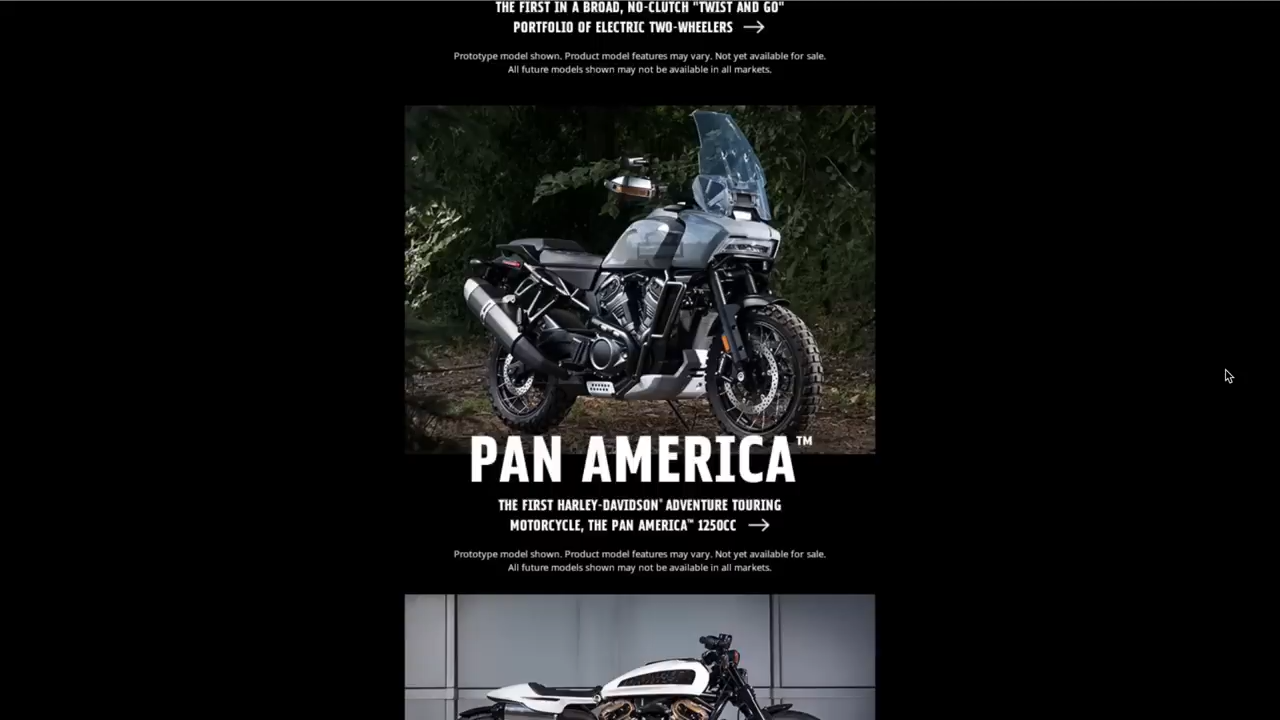 THE FIRST IN A BROAD, NO-CLUTCH "TWIST AND GO"
PORTFOLIO OF ELECTRIC TWO-WHEELERS
Prototype model shown. Product model features may vary. Not yet available for sale.
All future models shown may not be available in all markets.
PAN AMERICA™
THE FIRST HARLEY-DAVIDSON® ADVENTURE TOURING
MOTORCYCLE, THE PAN AMERICA™ 1250CC
Prototype model shown. Product model features may vary. Not yet available for sale.
All future models shown may not be available in all markets.